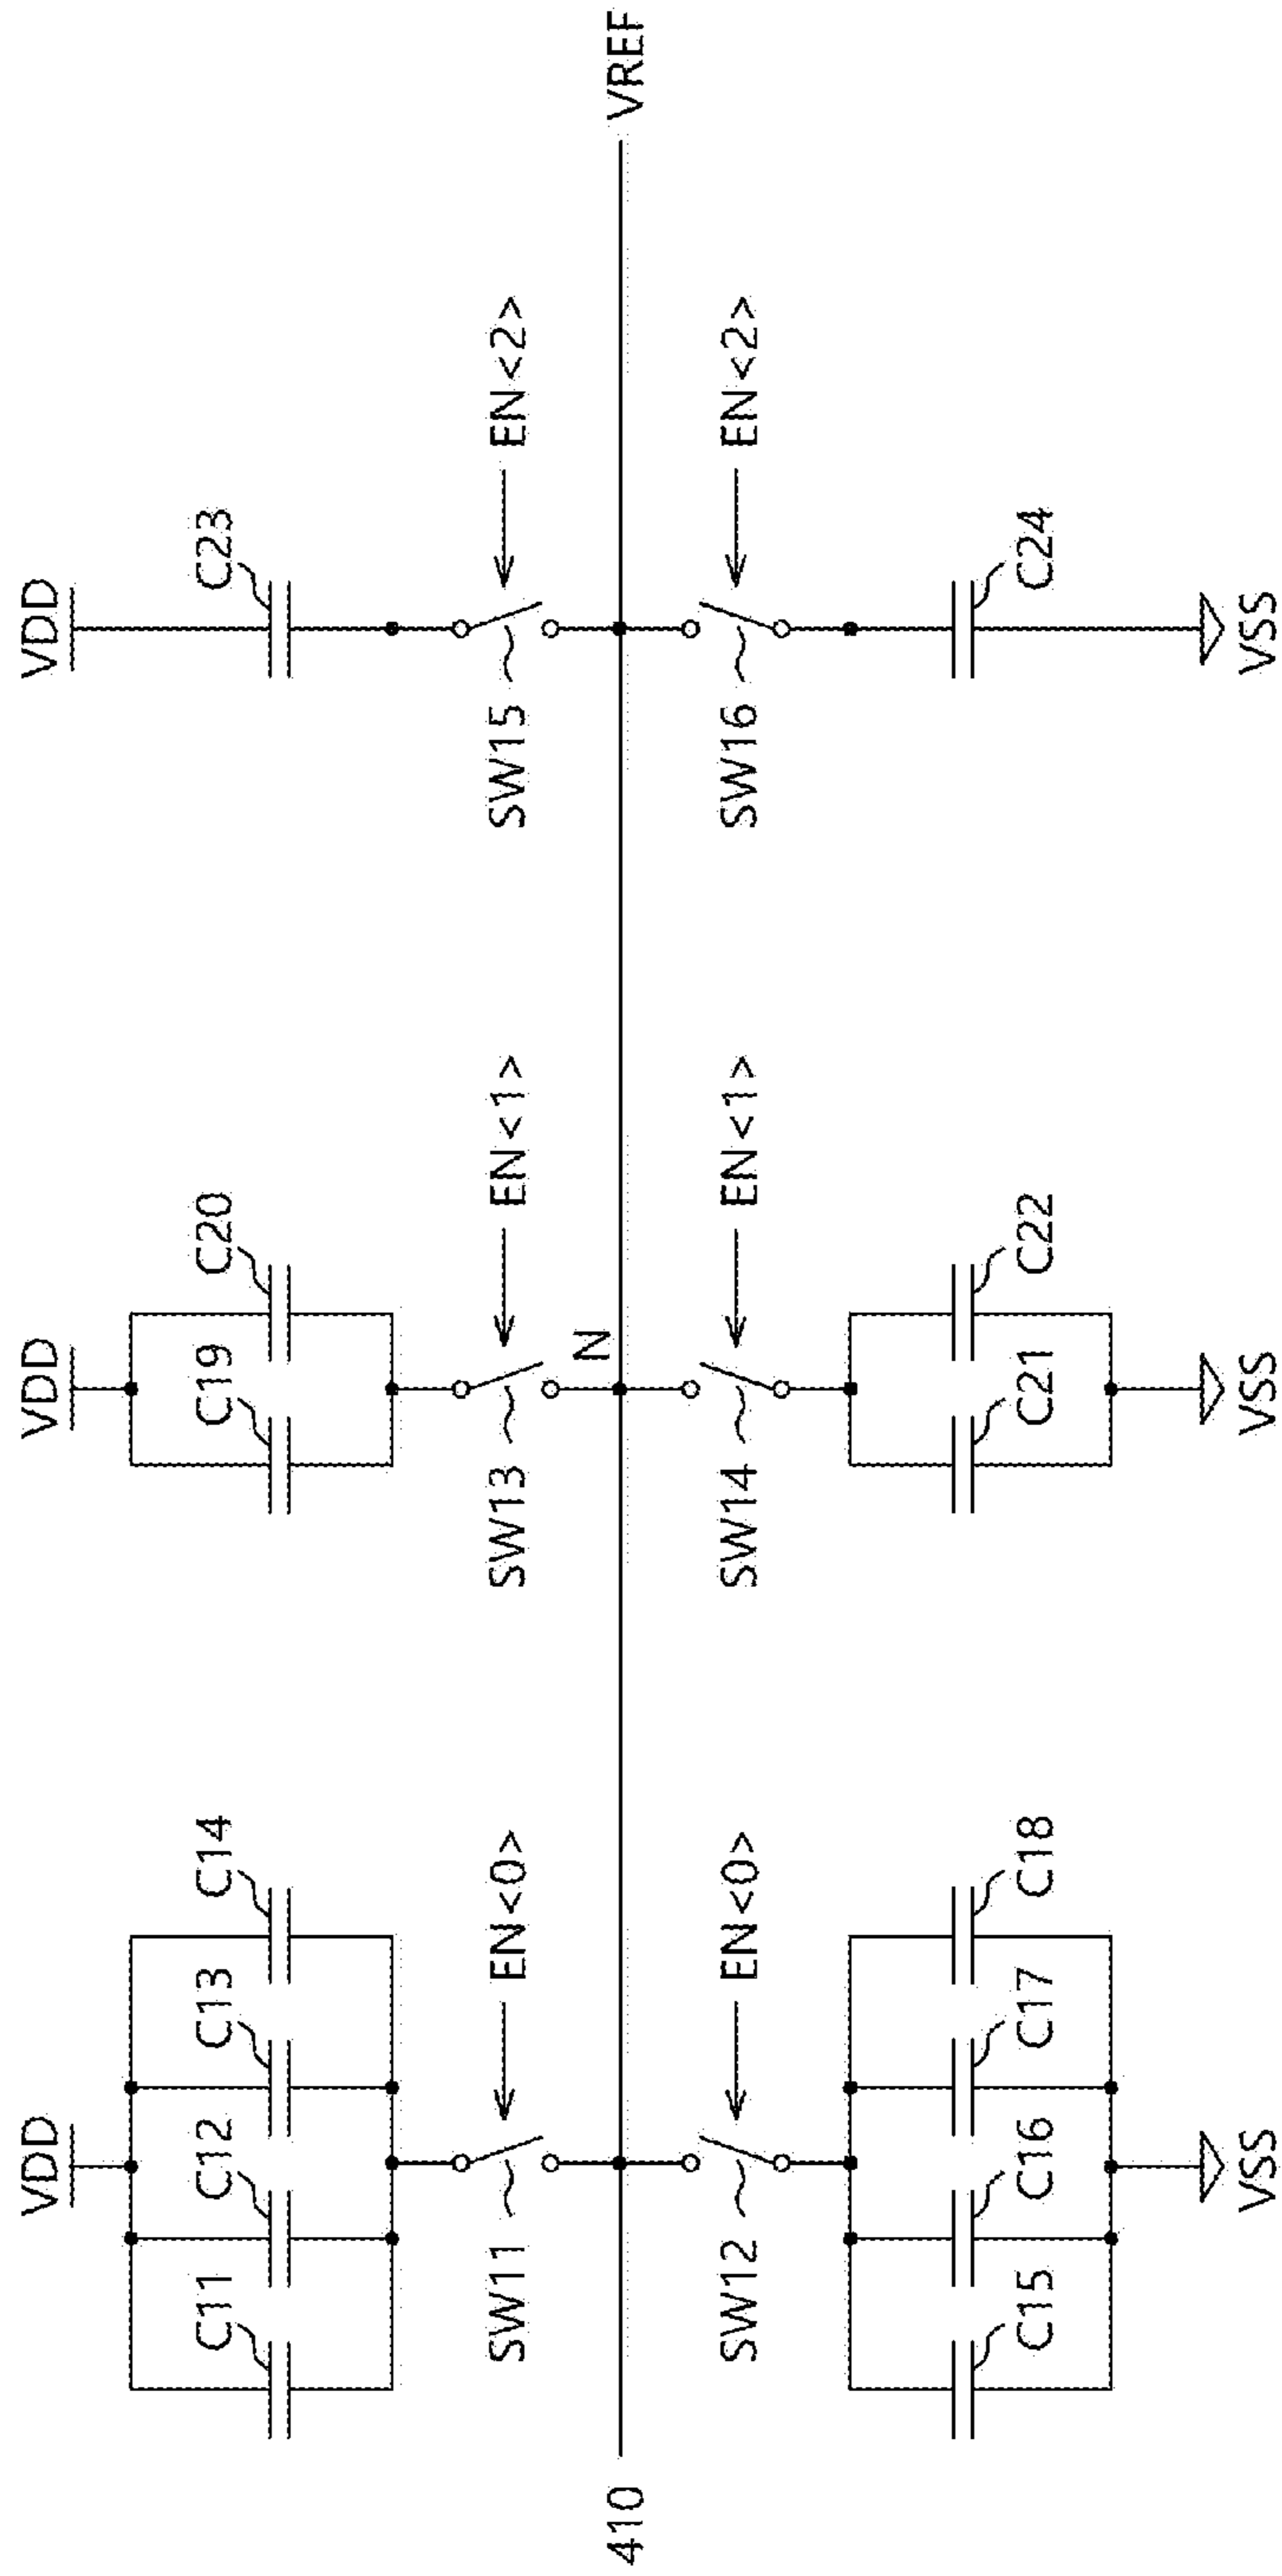 VDD
VDD
VDD
C11
C12
C13
C14
C19
C20
C23
SW11
EN<0>
SW13
EN<1>
SW15
EN<2>
N
410
VREF
SW12
EN<0>
SW14
EN<1>
SW16
EN<2>
C15
C16
C17
C18
C21
C22
C24
VSS
VSS
VSS